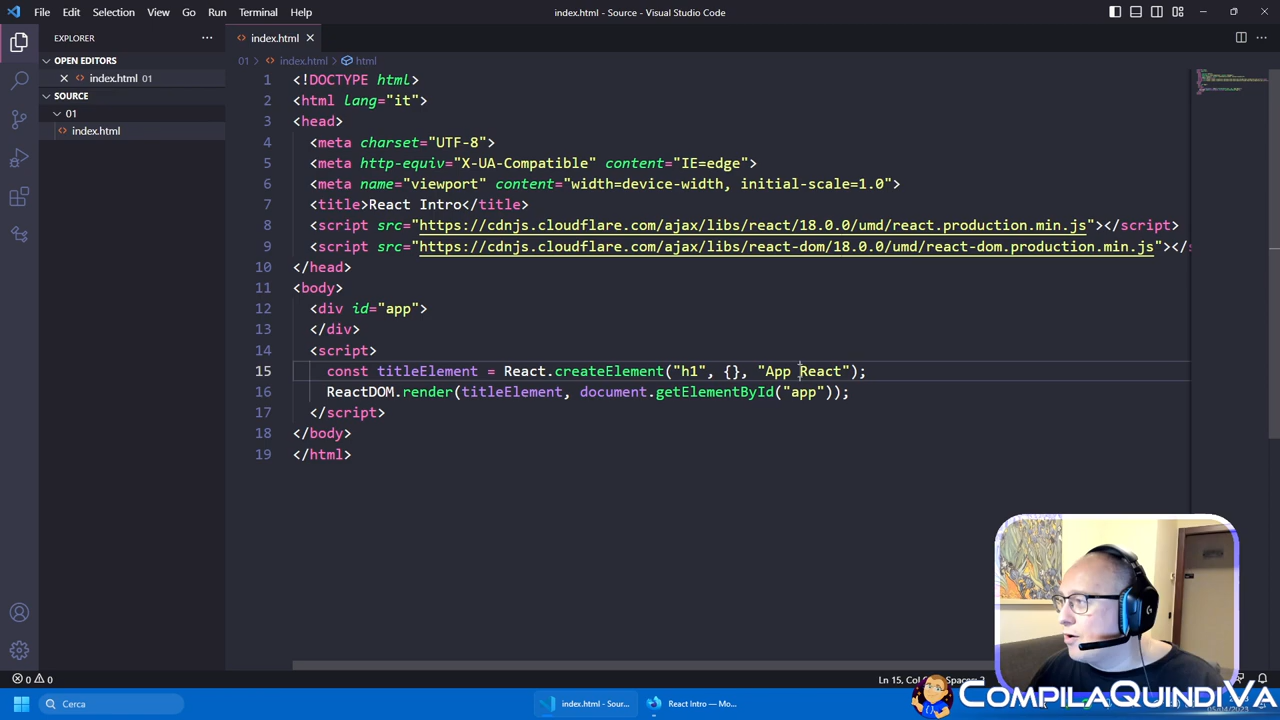 File Edit Selection View Go Run Terminal Help
index.html - Source - Visual Studio Code
EXPLORER
OPEN EDITORS
index.html 01
SOURCE
01
index.html
index.html
01 > index.html > html
1 <!DOCTYPE html>
2 <html lang="it">
3 <head>
4 <meta charset="UTF-8">
5 <meta http-equiv="X-UA-Compatible" content="IE=edge">
6 <meta name="viewport" content="width=device-width, initial-scale=1.0">
7 <title>React Intro</title>
8 <script src="https://cdnjs.cloudflare.com/ajax/libs/react/18.0.0/umd/react.production.min.js"></script>
9 <script src="https://cdnjs.cloudflare.com/ajax/libs/react-dom/18.0.0/umd/react-dom.production.min.js"></s
10 </head>
11 <body>
12 <div id="app">
13 </div>
14 <script>
15 const titleElement = React.createElement("h1", {}, "App React");
16 ReactDOM.render(titleElement, document.getElementById("app"));
17 </script>
18 </body>
19 </html>
0 0
Ln 15, Co
Spaces: 2
Cerca
index.html - Sour...
React Intro — Mo...
COMPILAQUINDIVA